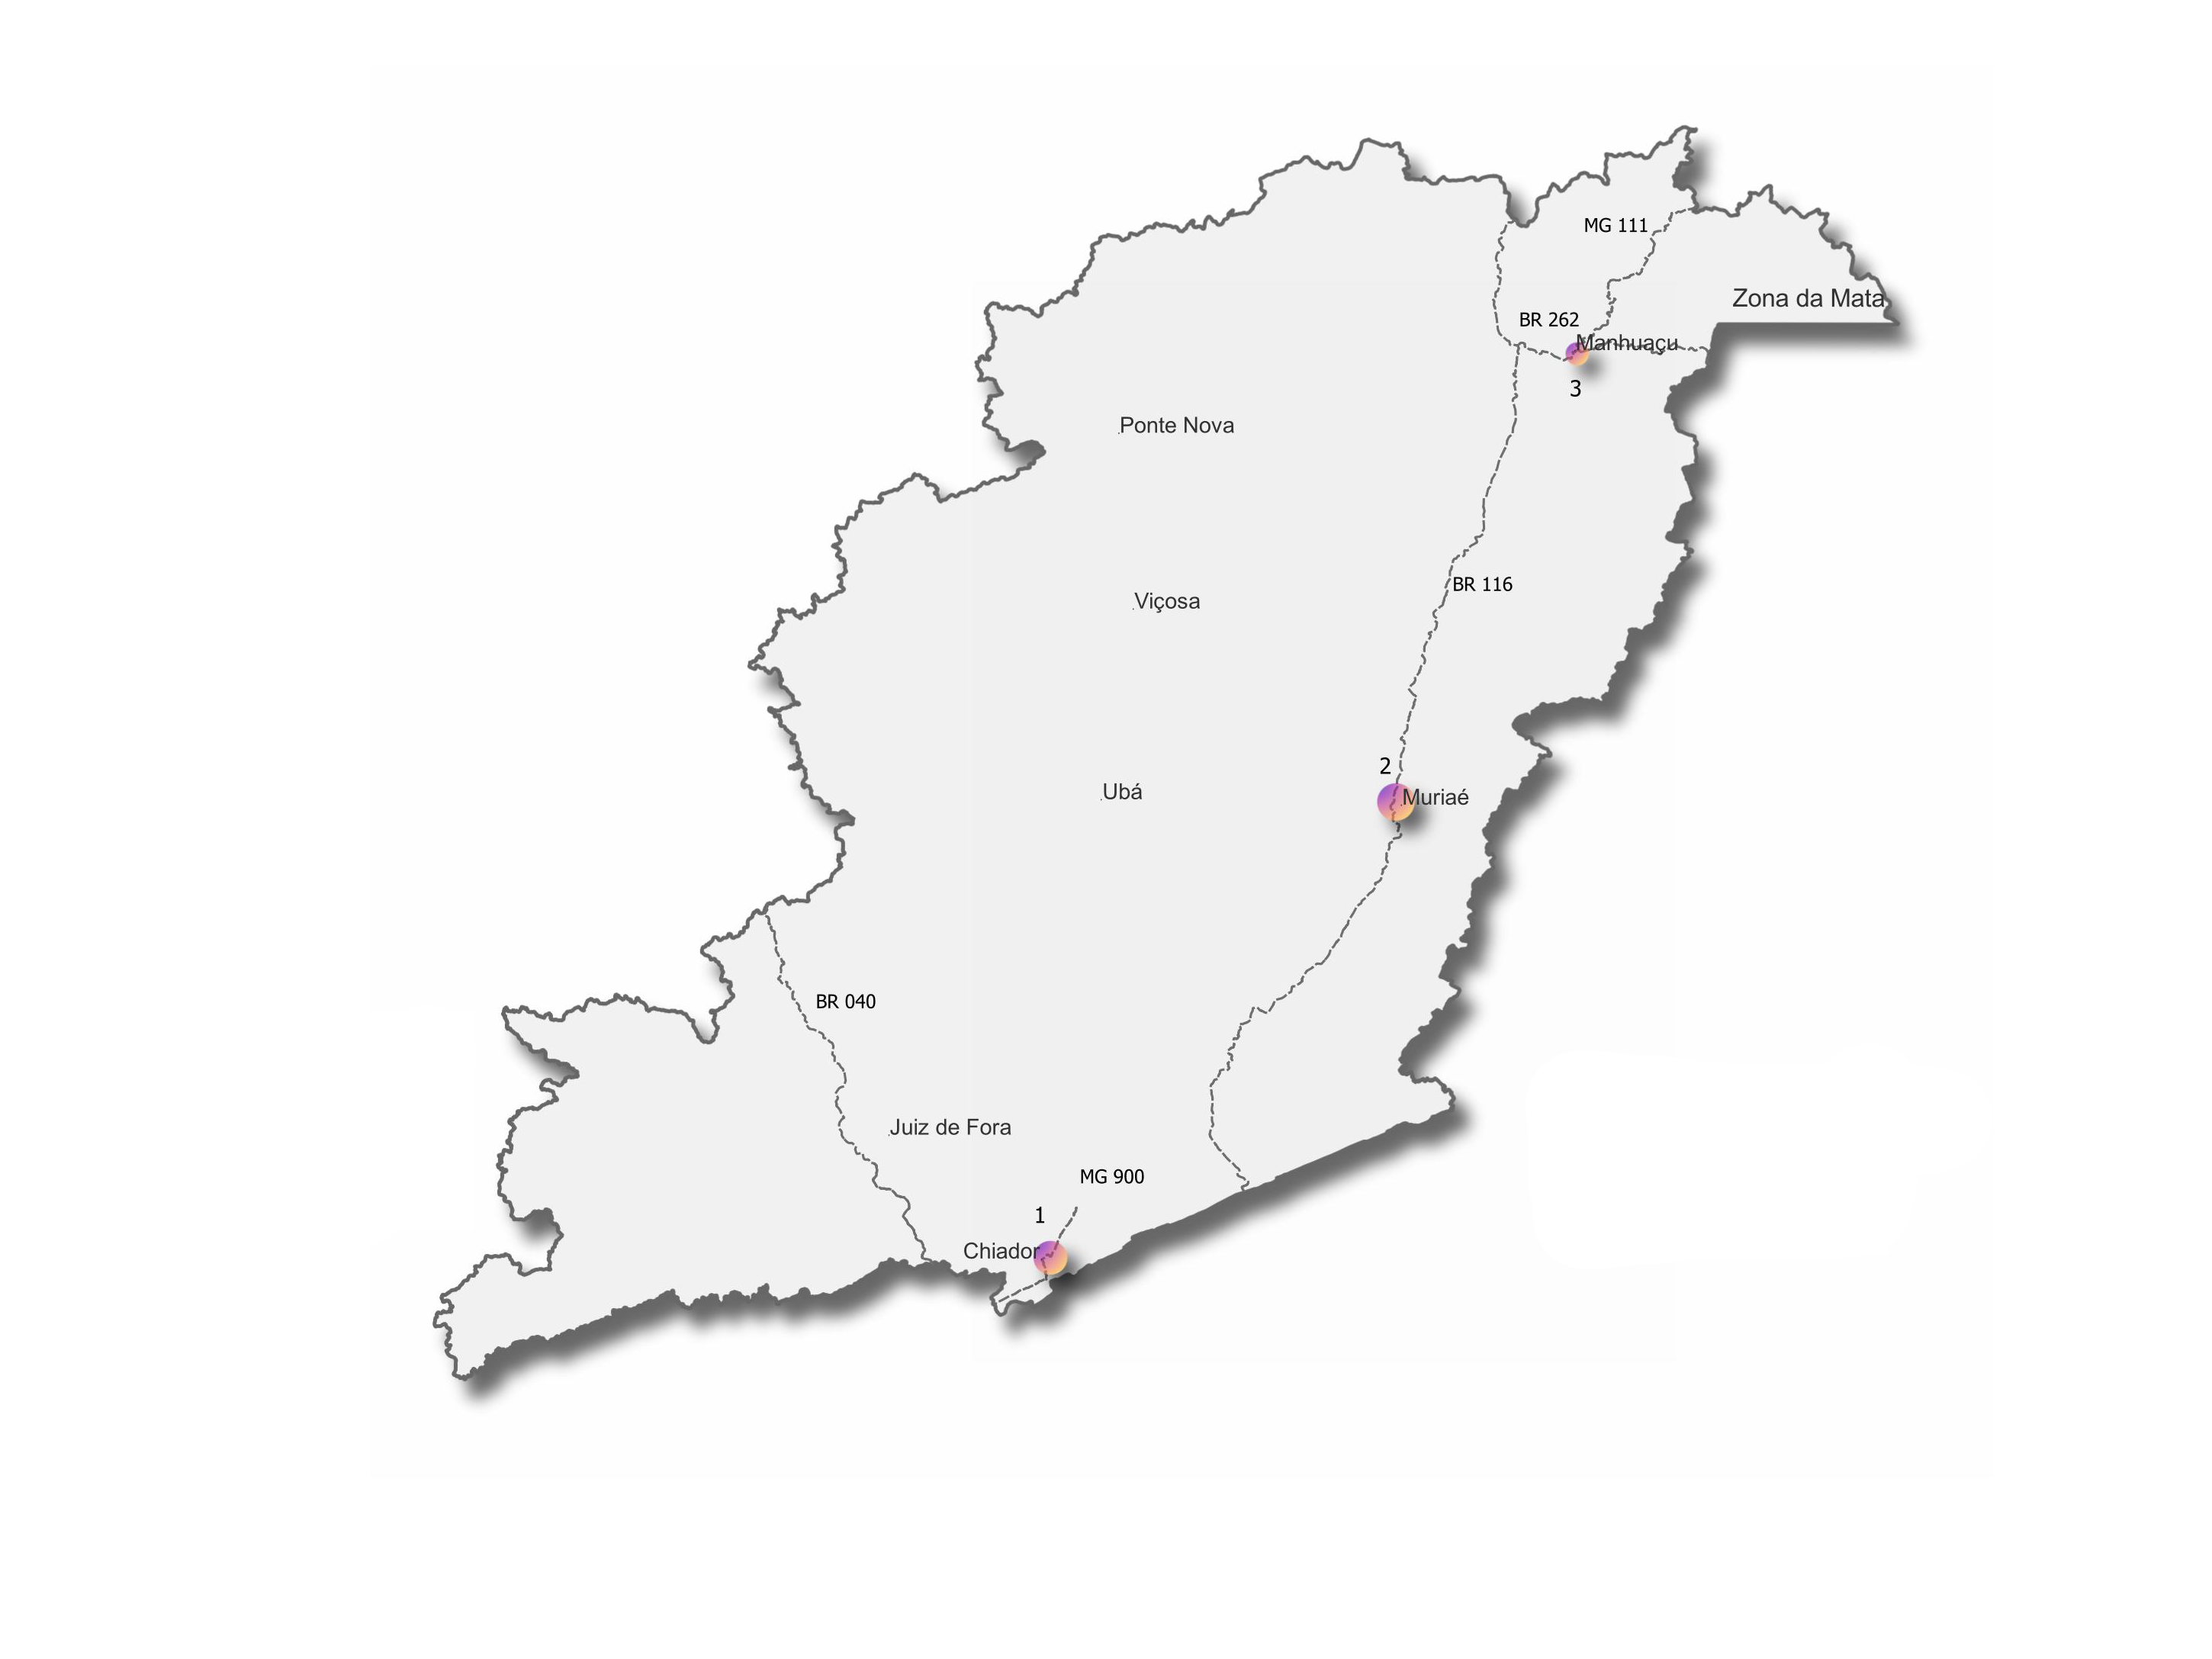 MG 111
Zona da Mata
BR 262
Manhuaçu
3
Ponte Nova
BR 116
Viçosa
2
Ubá
Muriaé
BR 040
Juiz de Fora
MG 900
1
Chiador